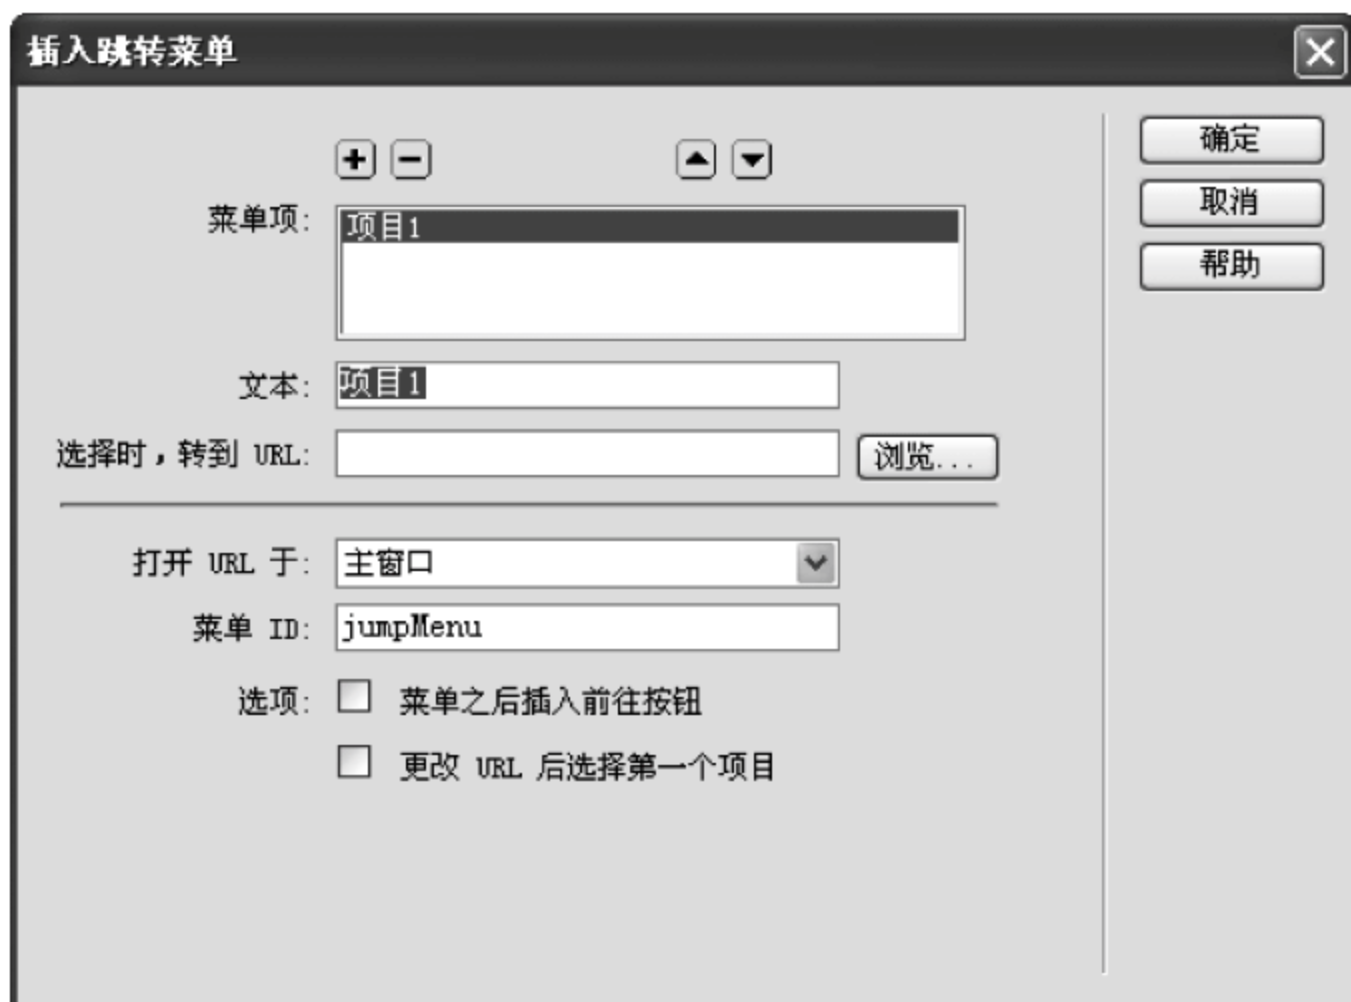 插入跳转菜单
确定
取消
帮助
菜单项: 项目1
文本: 项目1
选择时，转到 URL: 浏览...
打开 URL 于: 主窗口
菜单 ID: jumpMenu
选项: 菜单之后插入前往按钮
更改 URL 后选择第一个项目